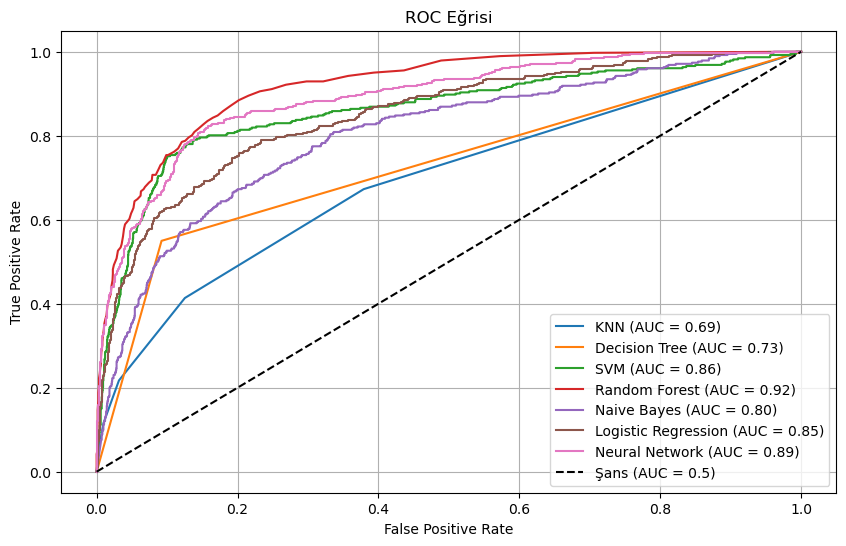 ROC Eğrisi
True Positive Rate
1.0
0.8
0.6
0.4
0.2
0.0
KNN (AUC = 0.69)
Decision Tree (AUC = 0.73)
SVM (AUC = 0.86)
Random Forest (AUC = 0.92)
Naive Bayes (AUC = 0.80)
Logistic Regression (AUC = 0.85)
Neural Network (AUC = 0.89)
Şans (AUC = 0.5)
0.0 0.2 0.4 0.6 0.8 1.0
False Positive Rate